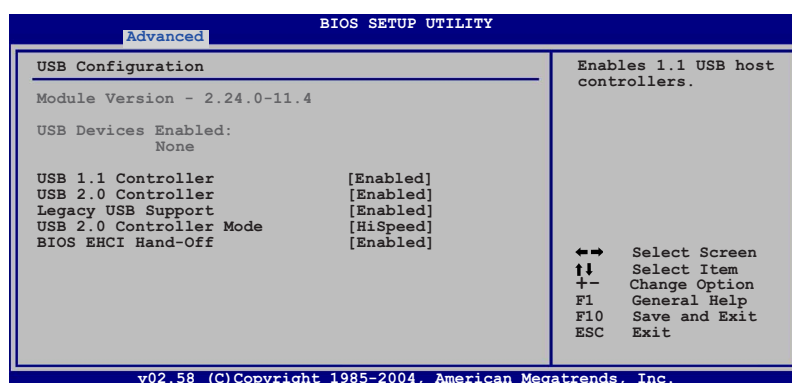 BIOS SETUP UTILITY
Advanced
USB Configuration
Module Version - 2.24.0-11.4
USB Devices Enabled:
None
USB 1.1 Controller [Enabled]
USB 2.0 Controller [Enabled]
Legacy USB Support [Enabled]
USB 2.0 Controller Mode [HiSpeed]
BIOS EHCI Hand-Off [Enabled]
Enables 1.1 USB host
controllers.
←→ Select Screen
↑↓ Select Item
+- Change Option
F1 General Help
F10 Save and Exit
ESC Exit
v02.58 (C)Copyright 1985-2004, American Megatrends, Inc.